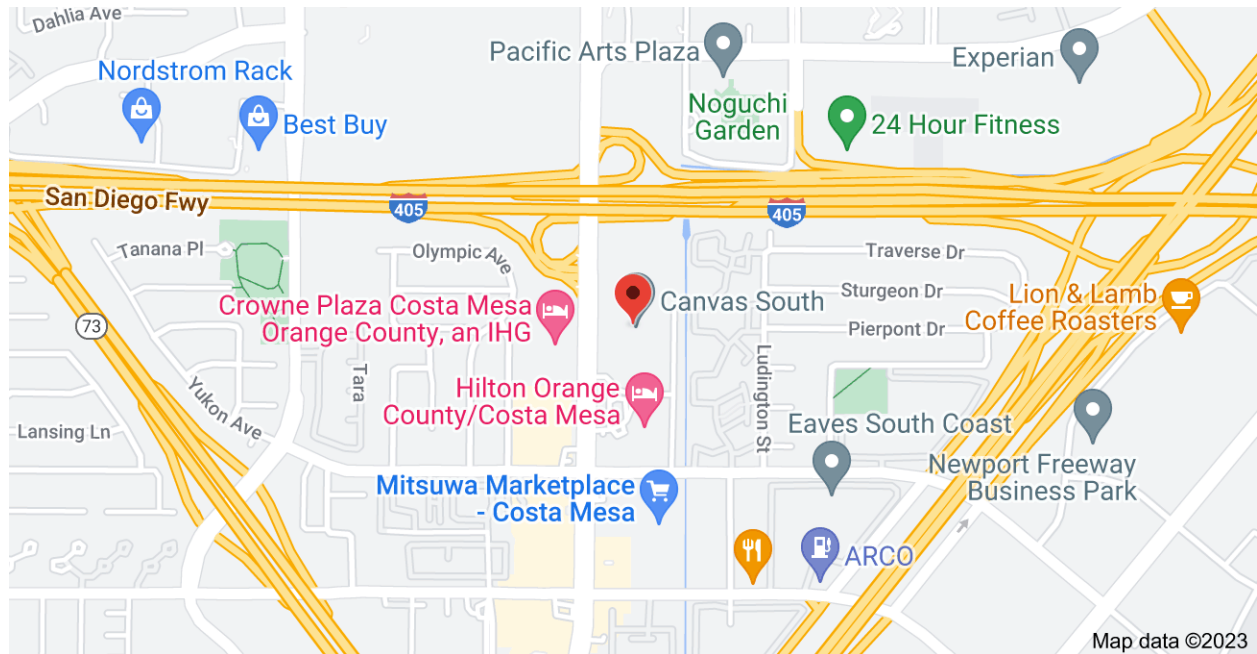 Dahlia Ave
Pacific Arts Plaza
Experian
Nordstrom Rack
Best Buy
Noguchi
Garden
24 Hour Fitness
San Diego Fwy
405
405
Tanana Pl
Olympic Ave
Traverse Dr
Sturgeon Dr
Pierpont Dr
Canvas South
Crowne Plaza Costa Mesa
Orange County, an IHG
Lion & Lamb
Coffee Roasters
73
Tara
Yukon Ave
Ludington St
Hilton Orange
County/Costa Mesa
Lansing Ln
Eaves South Coast
Newport Freeway
Business Park
Mitsuwa Marketplace
- Costa Mesa
ARCO
Map data ©2023